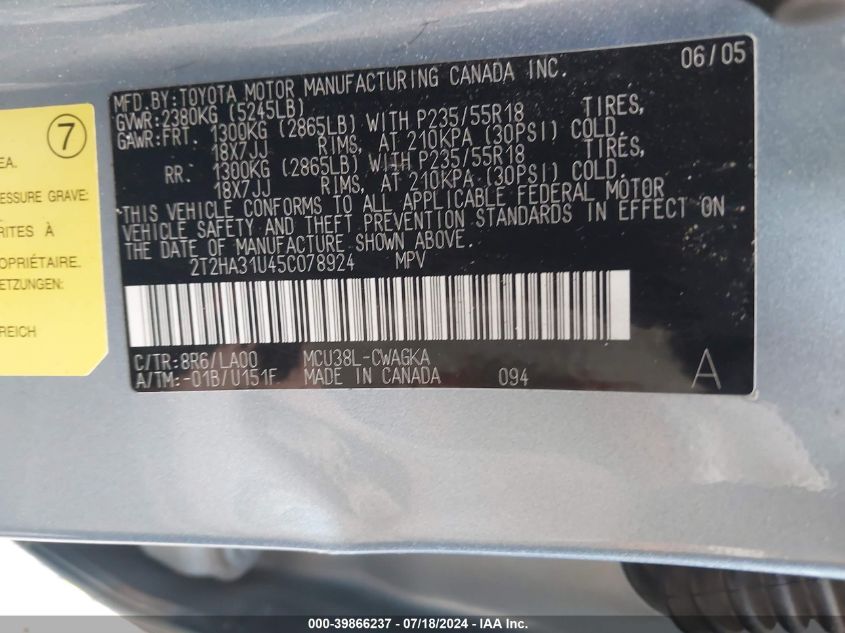 06/05
MFD.BY:TOYOTA MOTOR MANUFACTURING CANADA INC.
GVWR:2380KG (5245LB)
GAWR:FRT. 1300KG (2865LB) WITH P235/55R18 TIRES,
18X7JJ RIMS, AT 210KPA (30PSI) COLD.
RR. 1300KG (2865LB) WITH P235/55R18 TIRES,
18X7JJ RIMS, AT 210KPA (30PSI) COLD.
THIS VEHICLE CONFORMS TO ALL APPLICABLE FEDERAL MOTOR
VEHICLE SAFETY AND THEFT PREVENTION STANDARDS IN EFFECT ON
THE DATE OF MANUFACTURE SHOWN ABOVE.
2T2HA31U45C078924 MPV
C/TR:8R6/LA00 MCU38L-CWAGKA
A/TM:-01B/U151F MADE IN CANADA 094 A
7
EA.
ESSURE GRAVE:
RITES À
OPRIÉTAIRE.
ETZUNGEN:
REICH
000-39866237 - 07/18/2024 - IAA Inc.